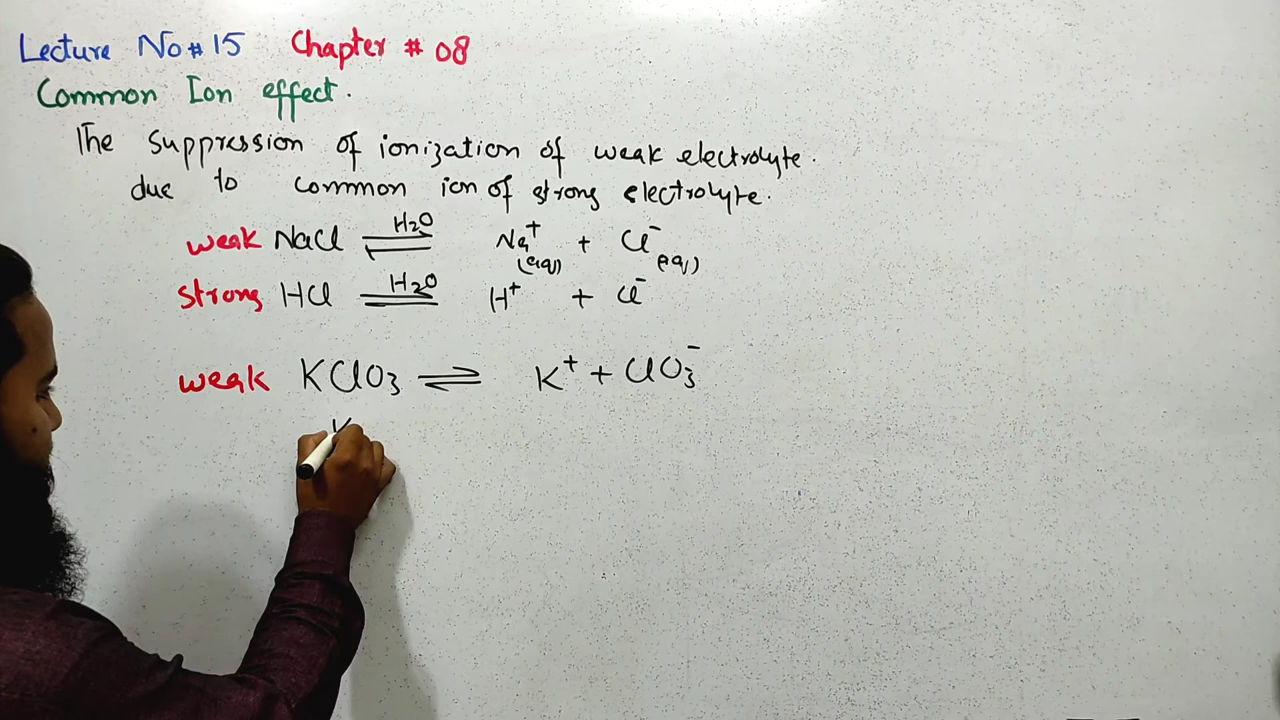 Lecture No # 15 Chapter # 08
Common Ion effect.
The suppression of ionization of weak electrolyte.
due to common ion of strong electrolyte.
weak NaCl ⇌ H2O Na+ (aq) + Cl- (aq)
strong HCl ⇌ H2O H+ + Cl-
weak KClO3 ⇌ K+ + ClO3-
K